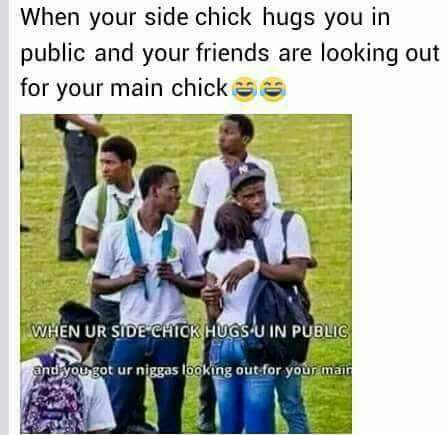 When your side chick hugs you in
public and your friends are looking out
for your main chick😂😂
WHEN UR SIDE CHICK HUGS U IN PUBLIC
and you got ur niggas looking out for your main